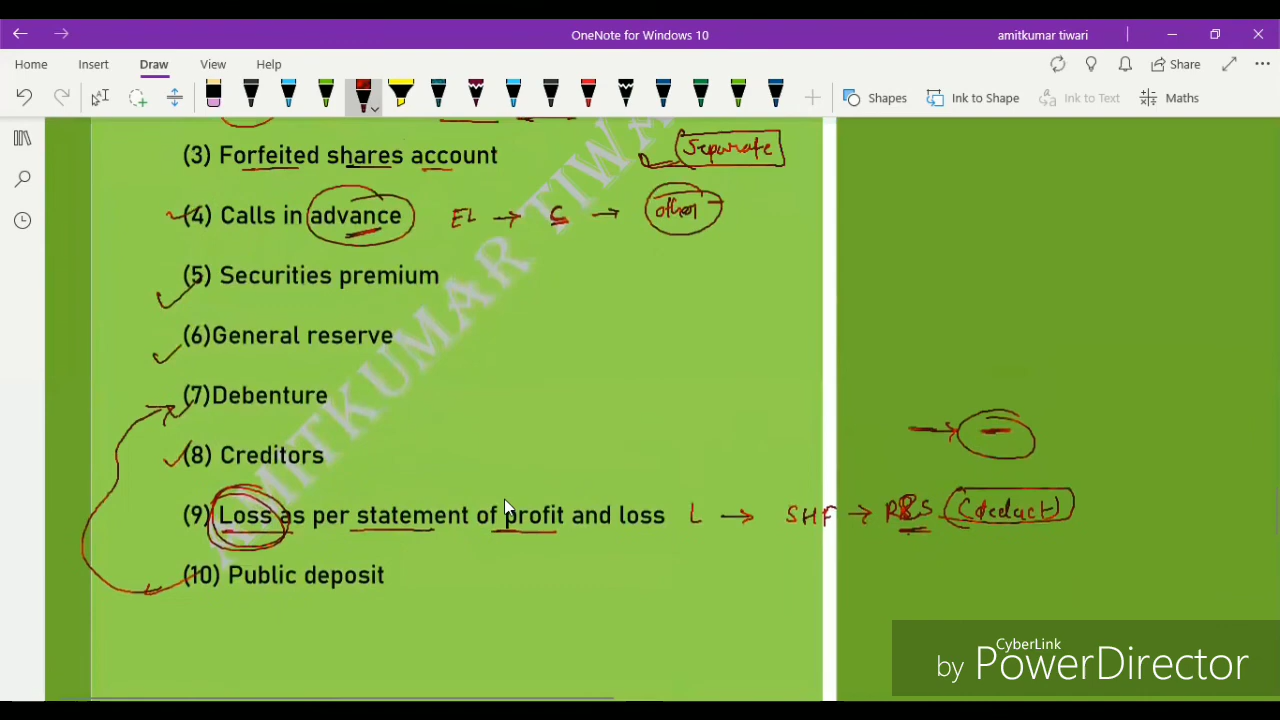 OneNote for Windows 10
amitkumar tiwari
Home Insert Draw View Help
Share
Shapes Ink to Shape Ink to Text Maths
(3) Forfeited shares account Separate
(4) Calls in advance EL → C → other
(5) Securities premium
(6)General reserve
(7)Debenture
(8) Creditors
(9) Loss as per statement of profit and loss L → SHF → R&S (deduct)
(10) Public deposit
AMITKUMAR TIWA
CyberLink
by PowerDirector